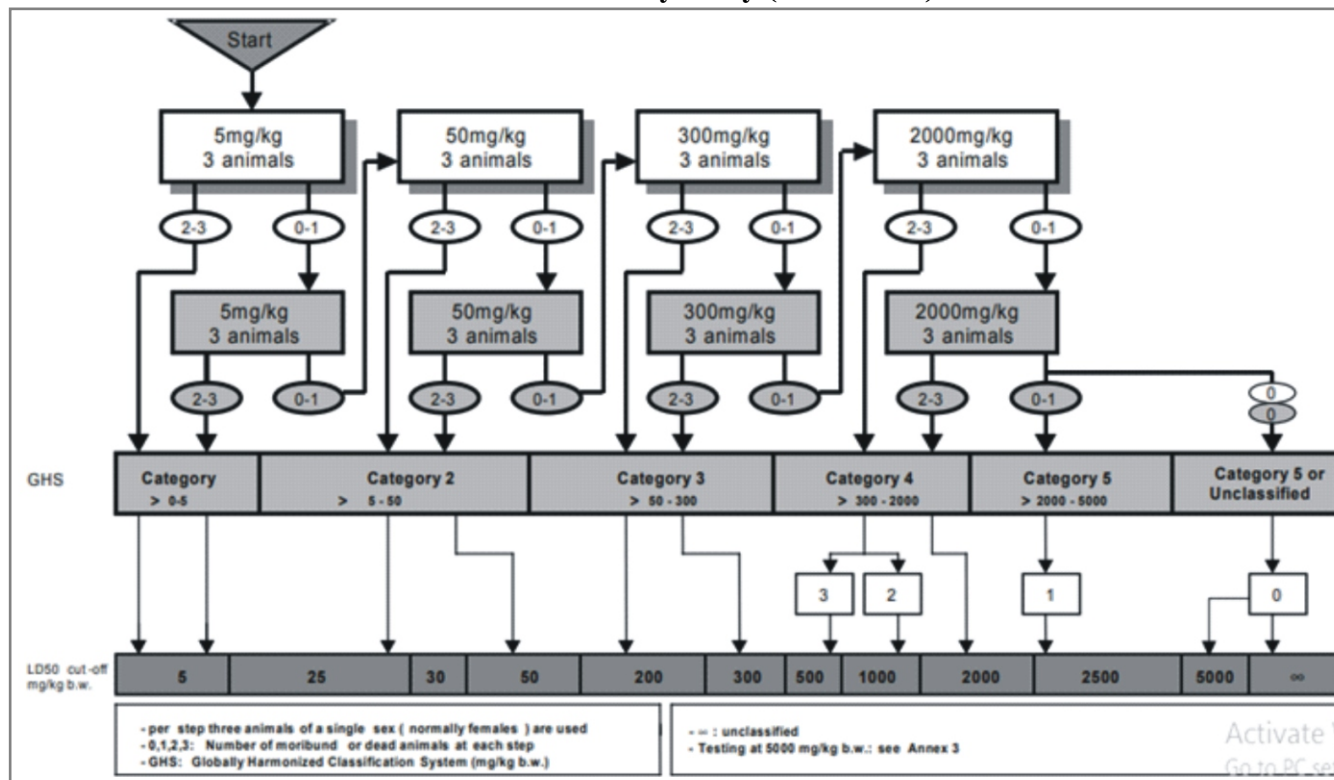 Start
5mg/kg
3 animals
50mg/kg
3 animals
300mg/kg
3 animals
2000mg/kg
3 animals
2-3
0-1
2-3
0-1
2-3
0-1
2-3
0-1
5mg/kg
3 animals
50mg/kg
3 animals
300mg/kg
3 animals
2000mg/kg
3 animals
2-3
0-1
2-3
0-1
2-3
0-1
2-3
0-1
0
0
GHS
Category
> 0-5
Category 2
> 5-50
Category 3
> 50-300
Category 4
> 300-2000
Category 5
> 2000-5000
Category 5 or
Unclassified
3
2
1
0
LD50 cut-off
mg/kg b.w.
5
25
30
50
200
300
500
1000
2000
2500
5000
∞
- per step three animals of a single sex ( normally females ) are used
- 0,1,2,3: Number of moribund or dead animals at each step
- GHS: Globally Harmonized Classification System (mg/kg b.w.)
- ∞ : unclassified
- Testing at 5000 mg/kg b.w.: see Annex 3
Activate
Go to PC set